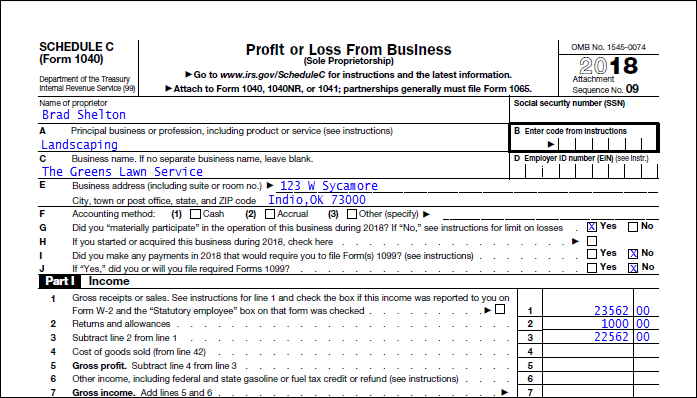 SCHEDULE C
(Form 1040)
Department of the Treasury
Internal Revenue Service (99)
Profit or Loss From Business
(Sole Proprietorship)
▶ Go to www.irs.gov/ScheduleC for instructions and the latest information.
▶ Attach to Form 1040, 1040NR, or 1041; partnerships generally must file Form 1065.
OMB No. 1545-0074
2018
Attachment
Sequence No. 09
Name of proprietor
Brad Shelton
Social security number (SSN)
A Principal business or profession, including product or service (see instructions)
Landscaping
B Enter code from instructions
▶
C Business name. If no separate business name, leave blank.
The Greens Lawn Service
D Employer ID number (EIN) (see instr.)
E Business address (including suite or room no.) ▶ 123 W Sycamore
City, town or post office, state, and ZIP code Indio,OK 73000
F Accounting method: (1) Cash (2) Accrual (3) Other (specify) ▶
G Did you “materially participate” in the operation of this business during 2018? If “No,” see instructions for limit on losses . X Yes No
H If you started or acquired this business during 2018, check here . . . . . . . . . . ▶
I Did you make any payments in 2018 that would require you to file Form(s) 1099? (see instructions) . . . . . . . . Yes X No
J If “Yes,” did you or will you file required Forms 1099? . . . . . . . . . . . . . . . Yes X No
Part I Income
1 Gross receipts or sales. See instructions for line 1 and check the box if this income was reported to you on
Form W-2 and the “Statutory employee” box on that form was checked . . . . . . . . ▶ 1 23562 00
2 Returns and allowances . . . . . . . . . . . . . . . 2 1000 00
3 Subtract line 2 from line 1 . . . . . . . . . . . . . . . 3 22562 00
4 Cost of goods sold (from line 42) . . . . . . . . . . . . . . . 4
5 Gross profit. Subtract line 4 from line 3 . . . . . . . . . . . . . . . 5
6 Other income, including federal and state gasoline or fuel tax credit or refund (see instructions) . . . . 6
7 Gross income. Add lines 5 and 6 . . . . . . . . . . . . . . . ▶ 7